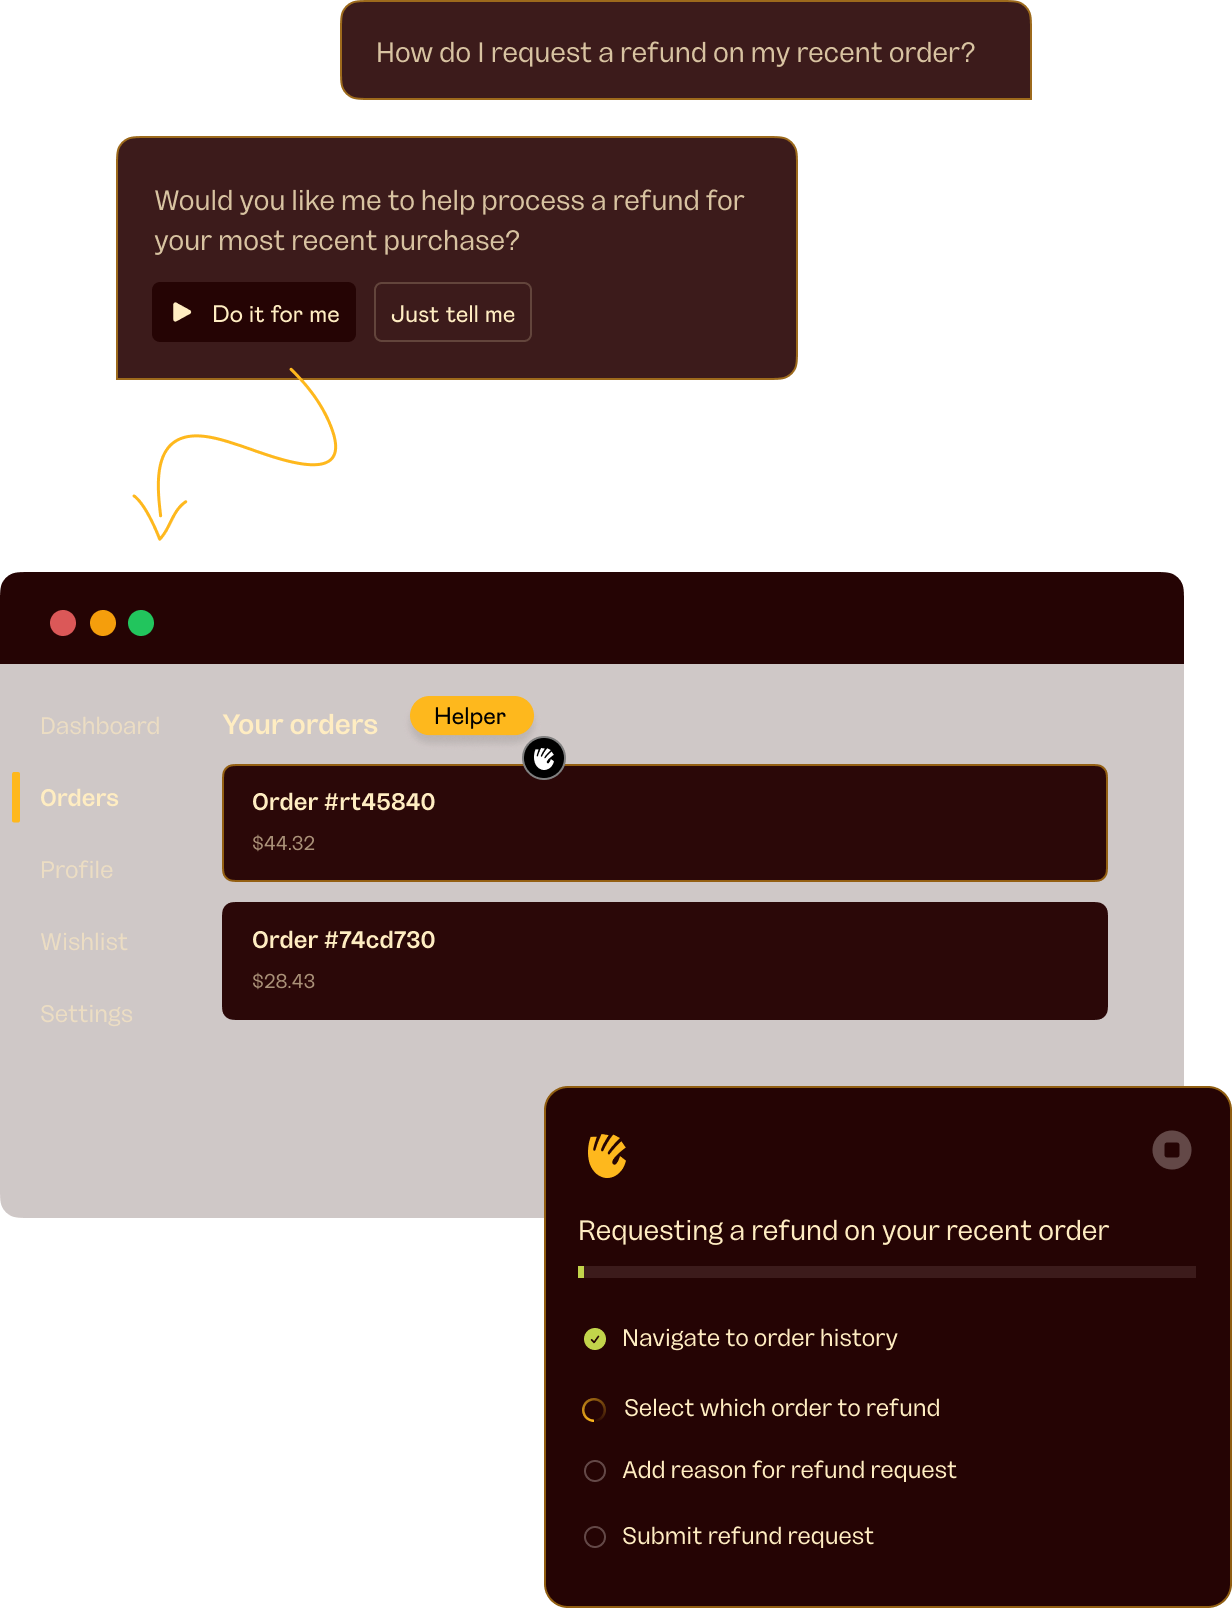 How do I request a refund on my recent order?
Would you like me to help process a refund for
your most recent purchase?
Do it for me
Just tell me
Dashboard
Orders
Profile
Wishlist
Settings
Your orders
Helper
Order #rt45840
$44.32
Order #74cd730
$28.43
Requesting a refund on your recent order
Navigate to order history
Select which order to refund
Add reason for refund request
Submit refund request